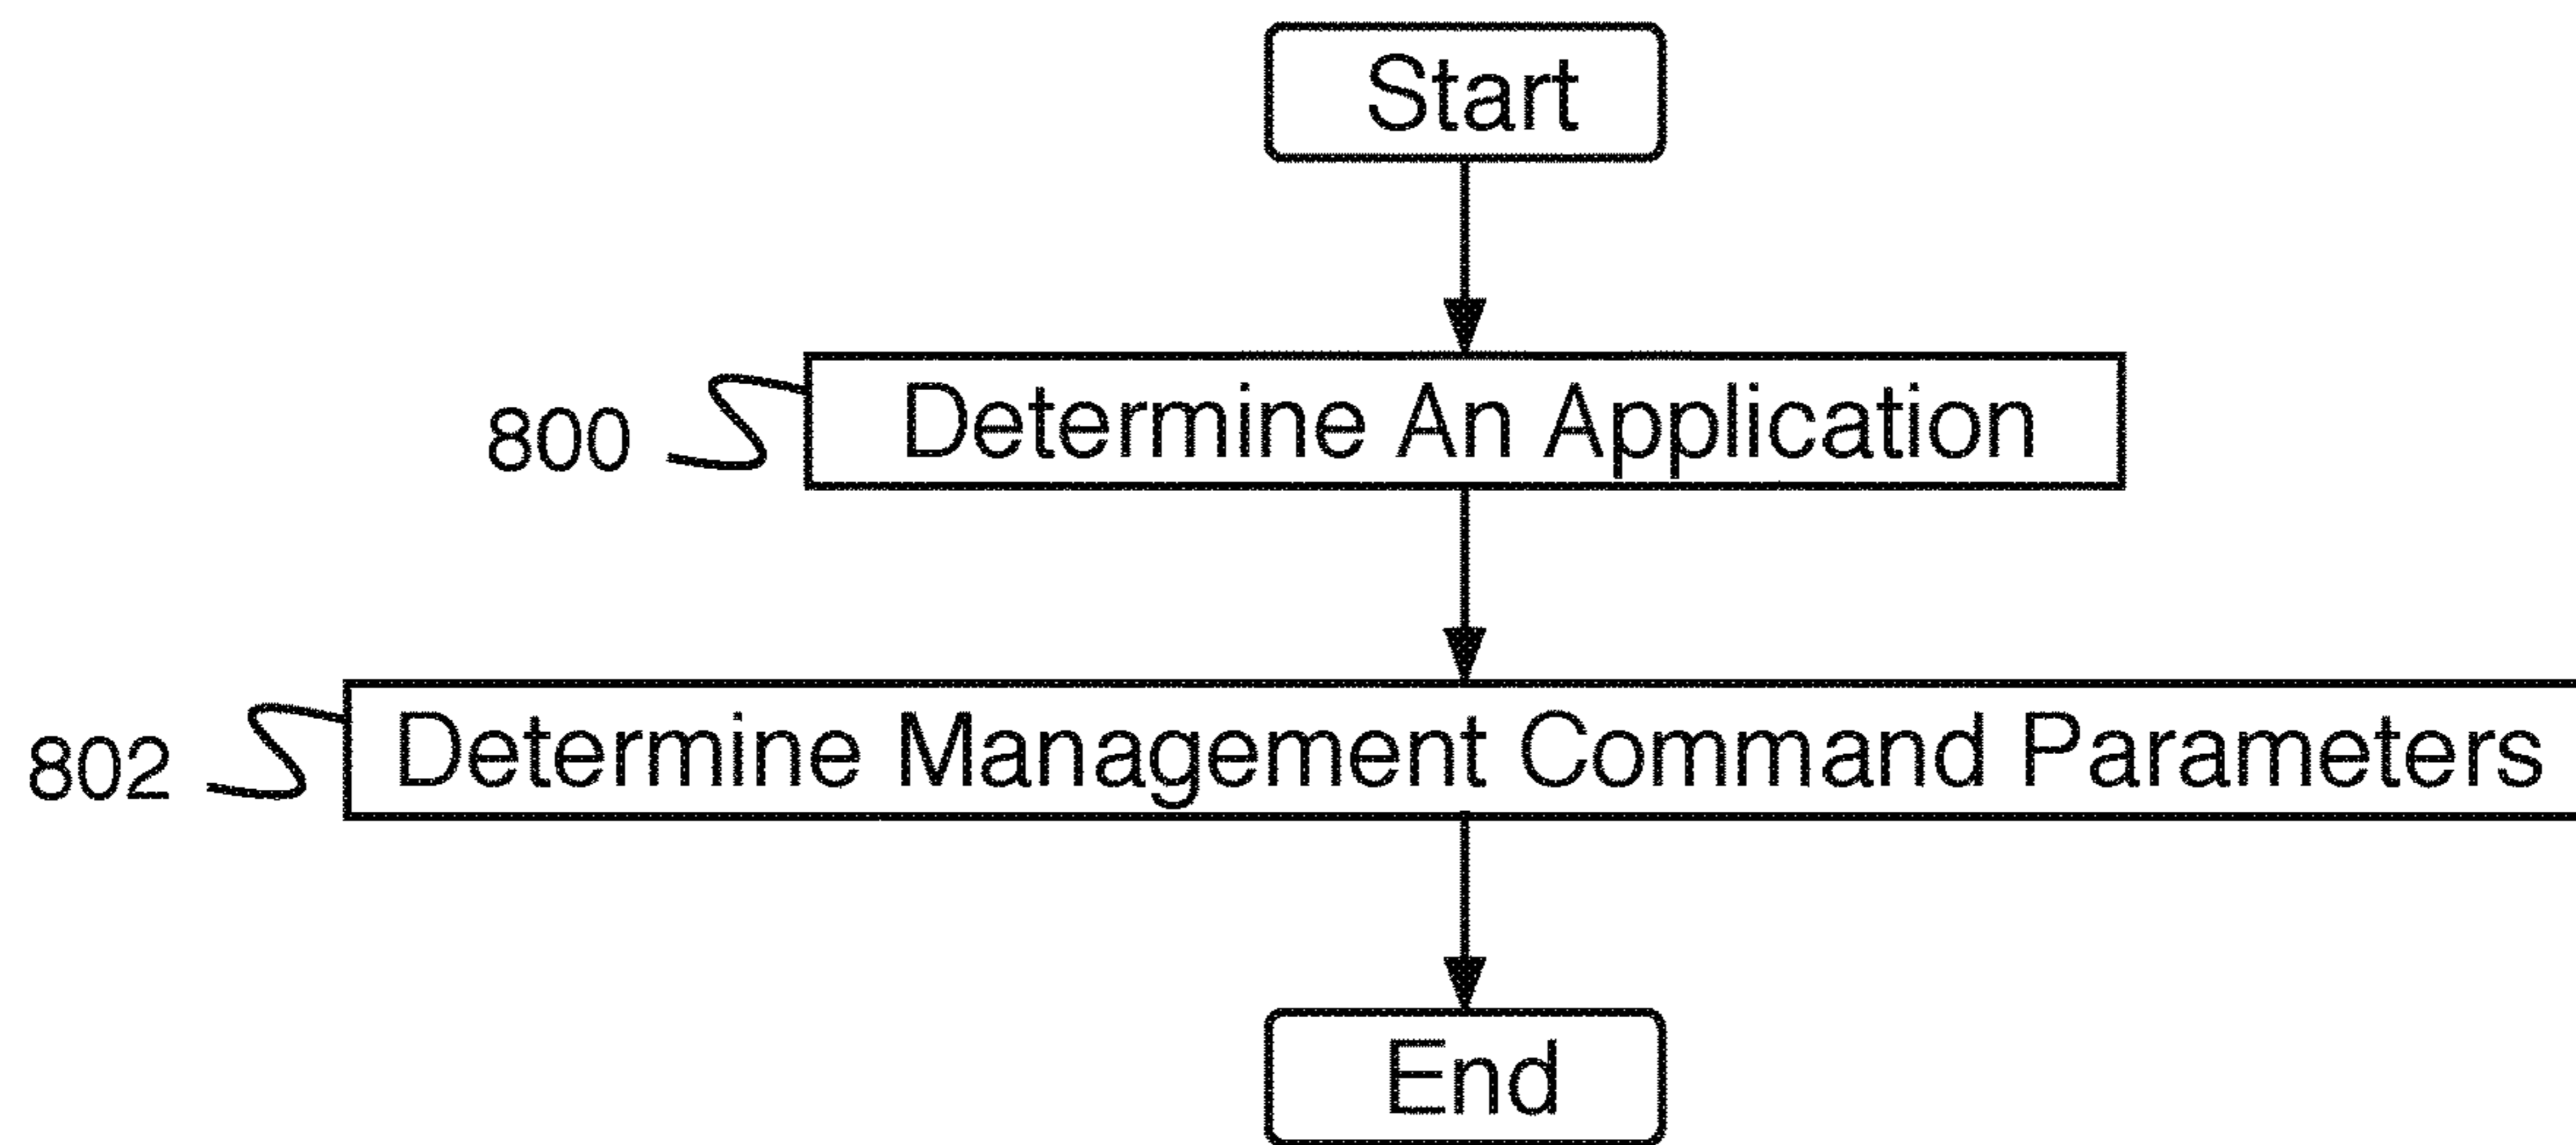 Start
800
Determine An Application
802
Determine Management Command Parameters
End